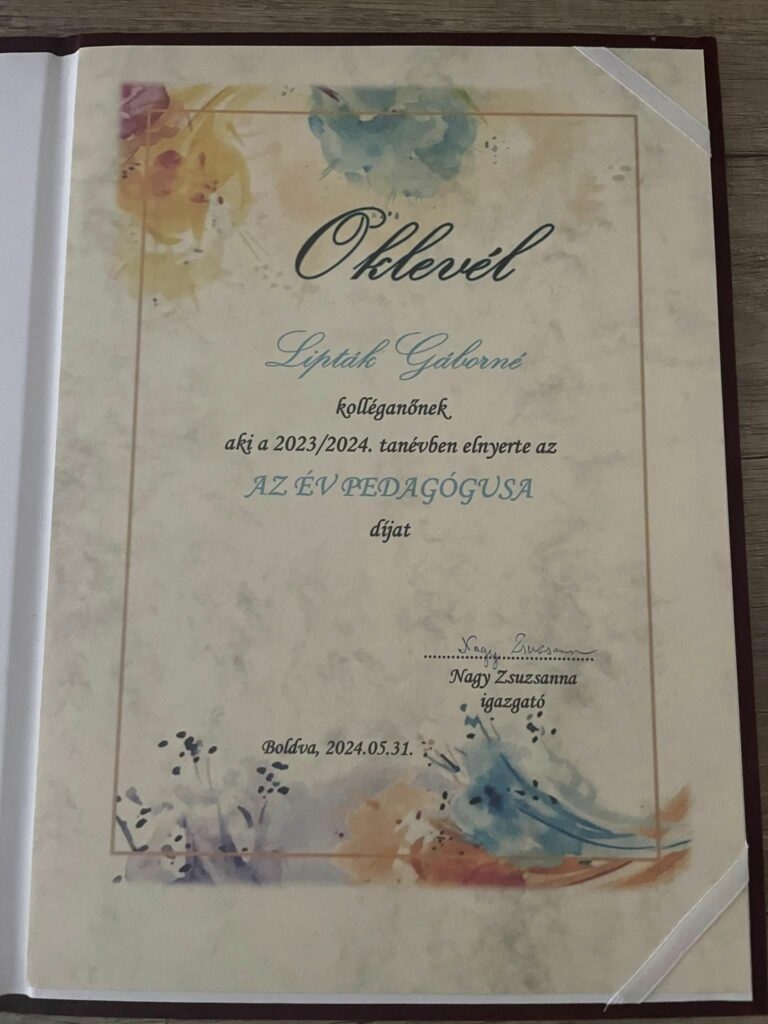 Oklevél
Lipták Gáborné
kolléganőnek
aki a 2023/2024. tanévben elnyerte az
AZ ÉV PEDAGÓGUSA
díjat
Nagy Zsuzsanna
Nagy Zsuzsanna
igazgató
Boldva, 2024.05.31.